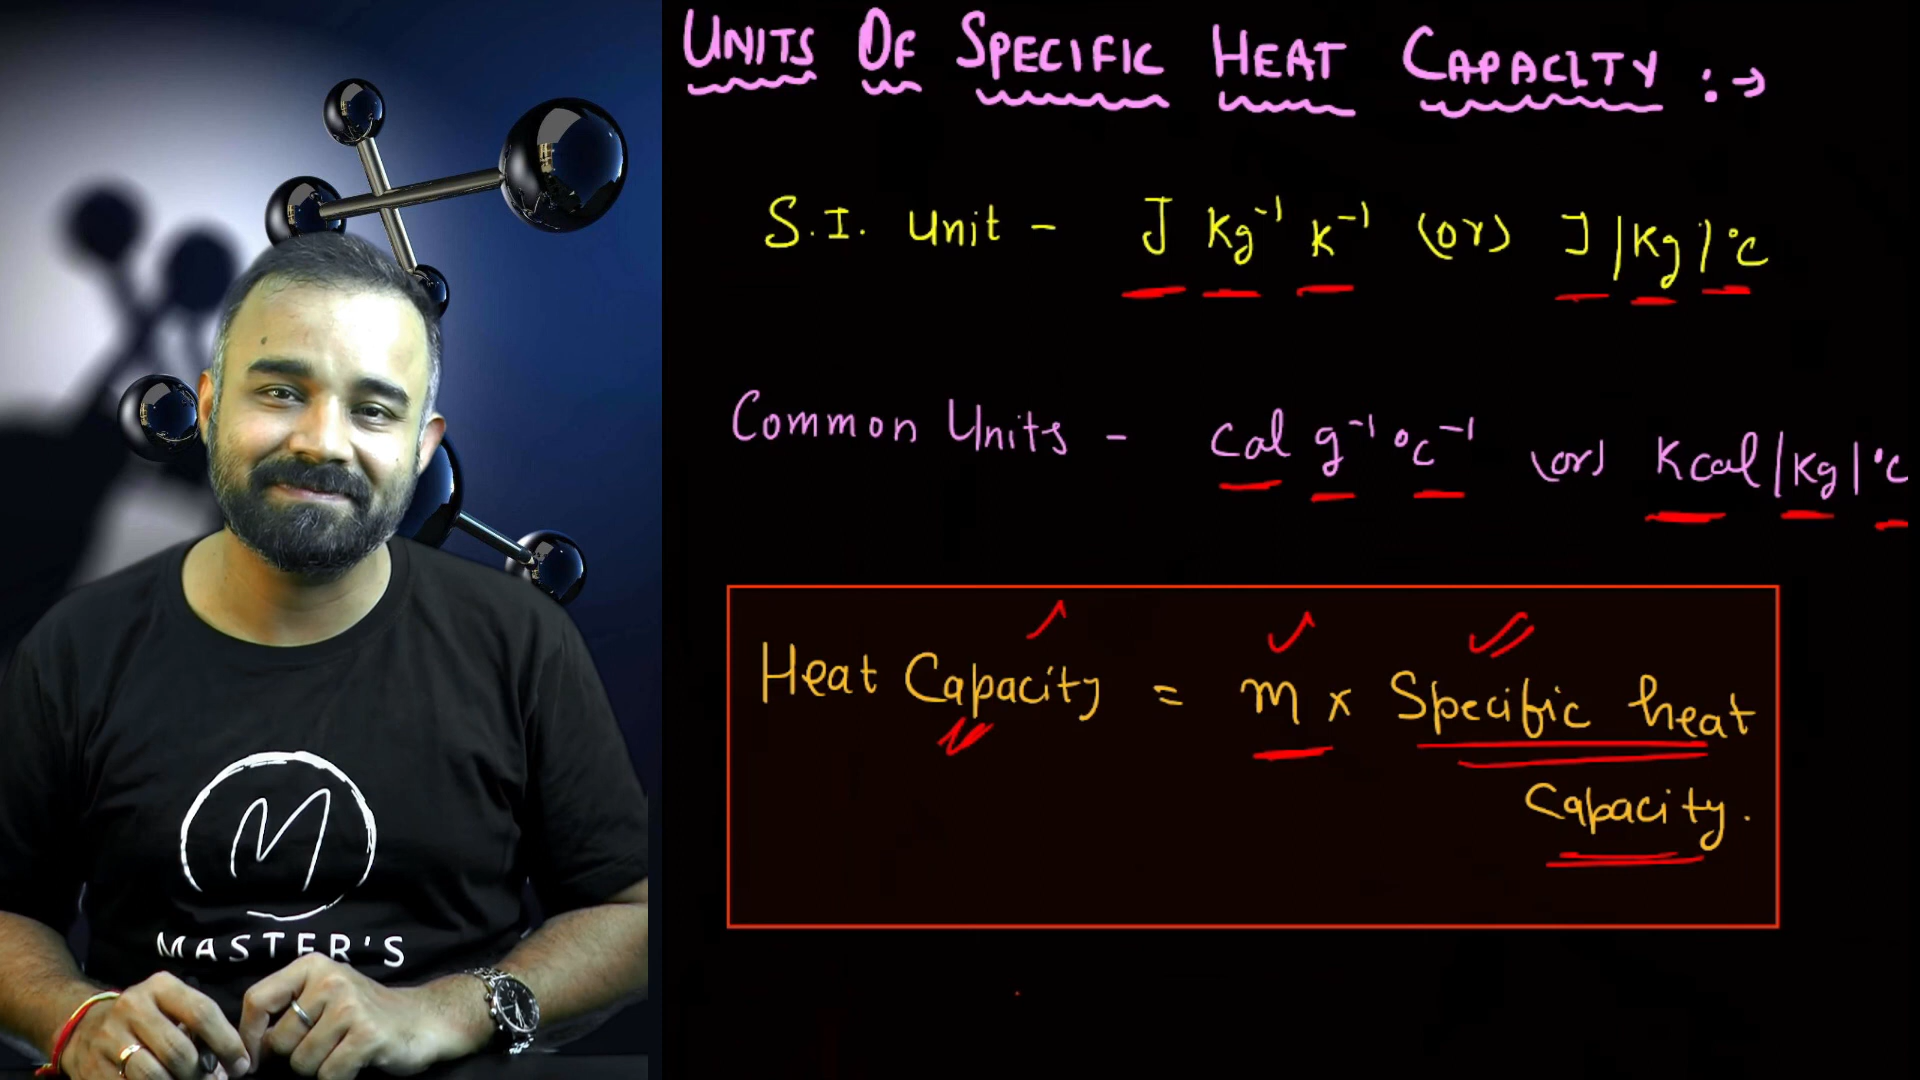 UNITS OF SPECIFIC HEAT CAPACITY :→
S.I. Unit - J Kg⁻¹ K⁻¹ (or) J/Kg/°C
Common Units - Cal g⁻¹ °C⁻¹ (or) Kcal/Kg/°C
Heat Capacity = m x Specific heat
Capacity.
M
MASTER'S